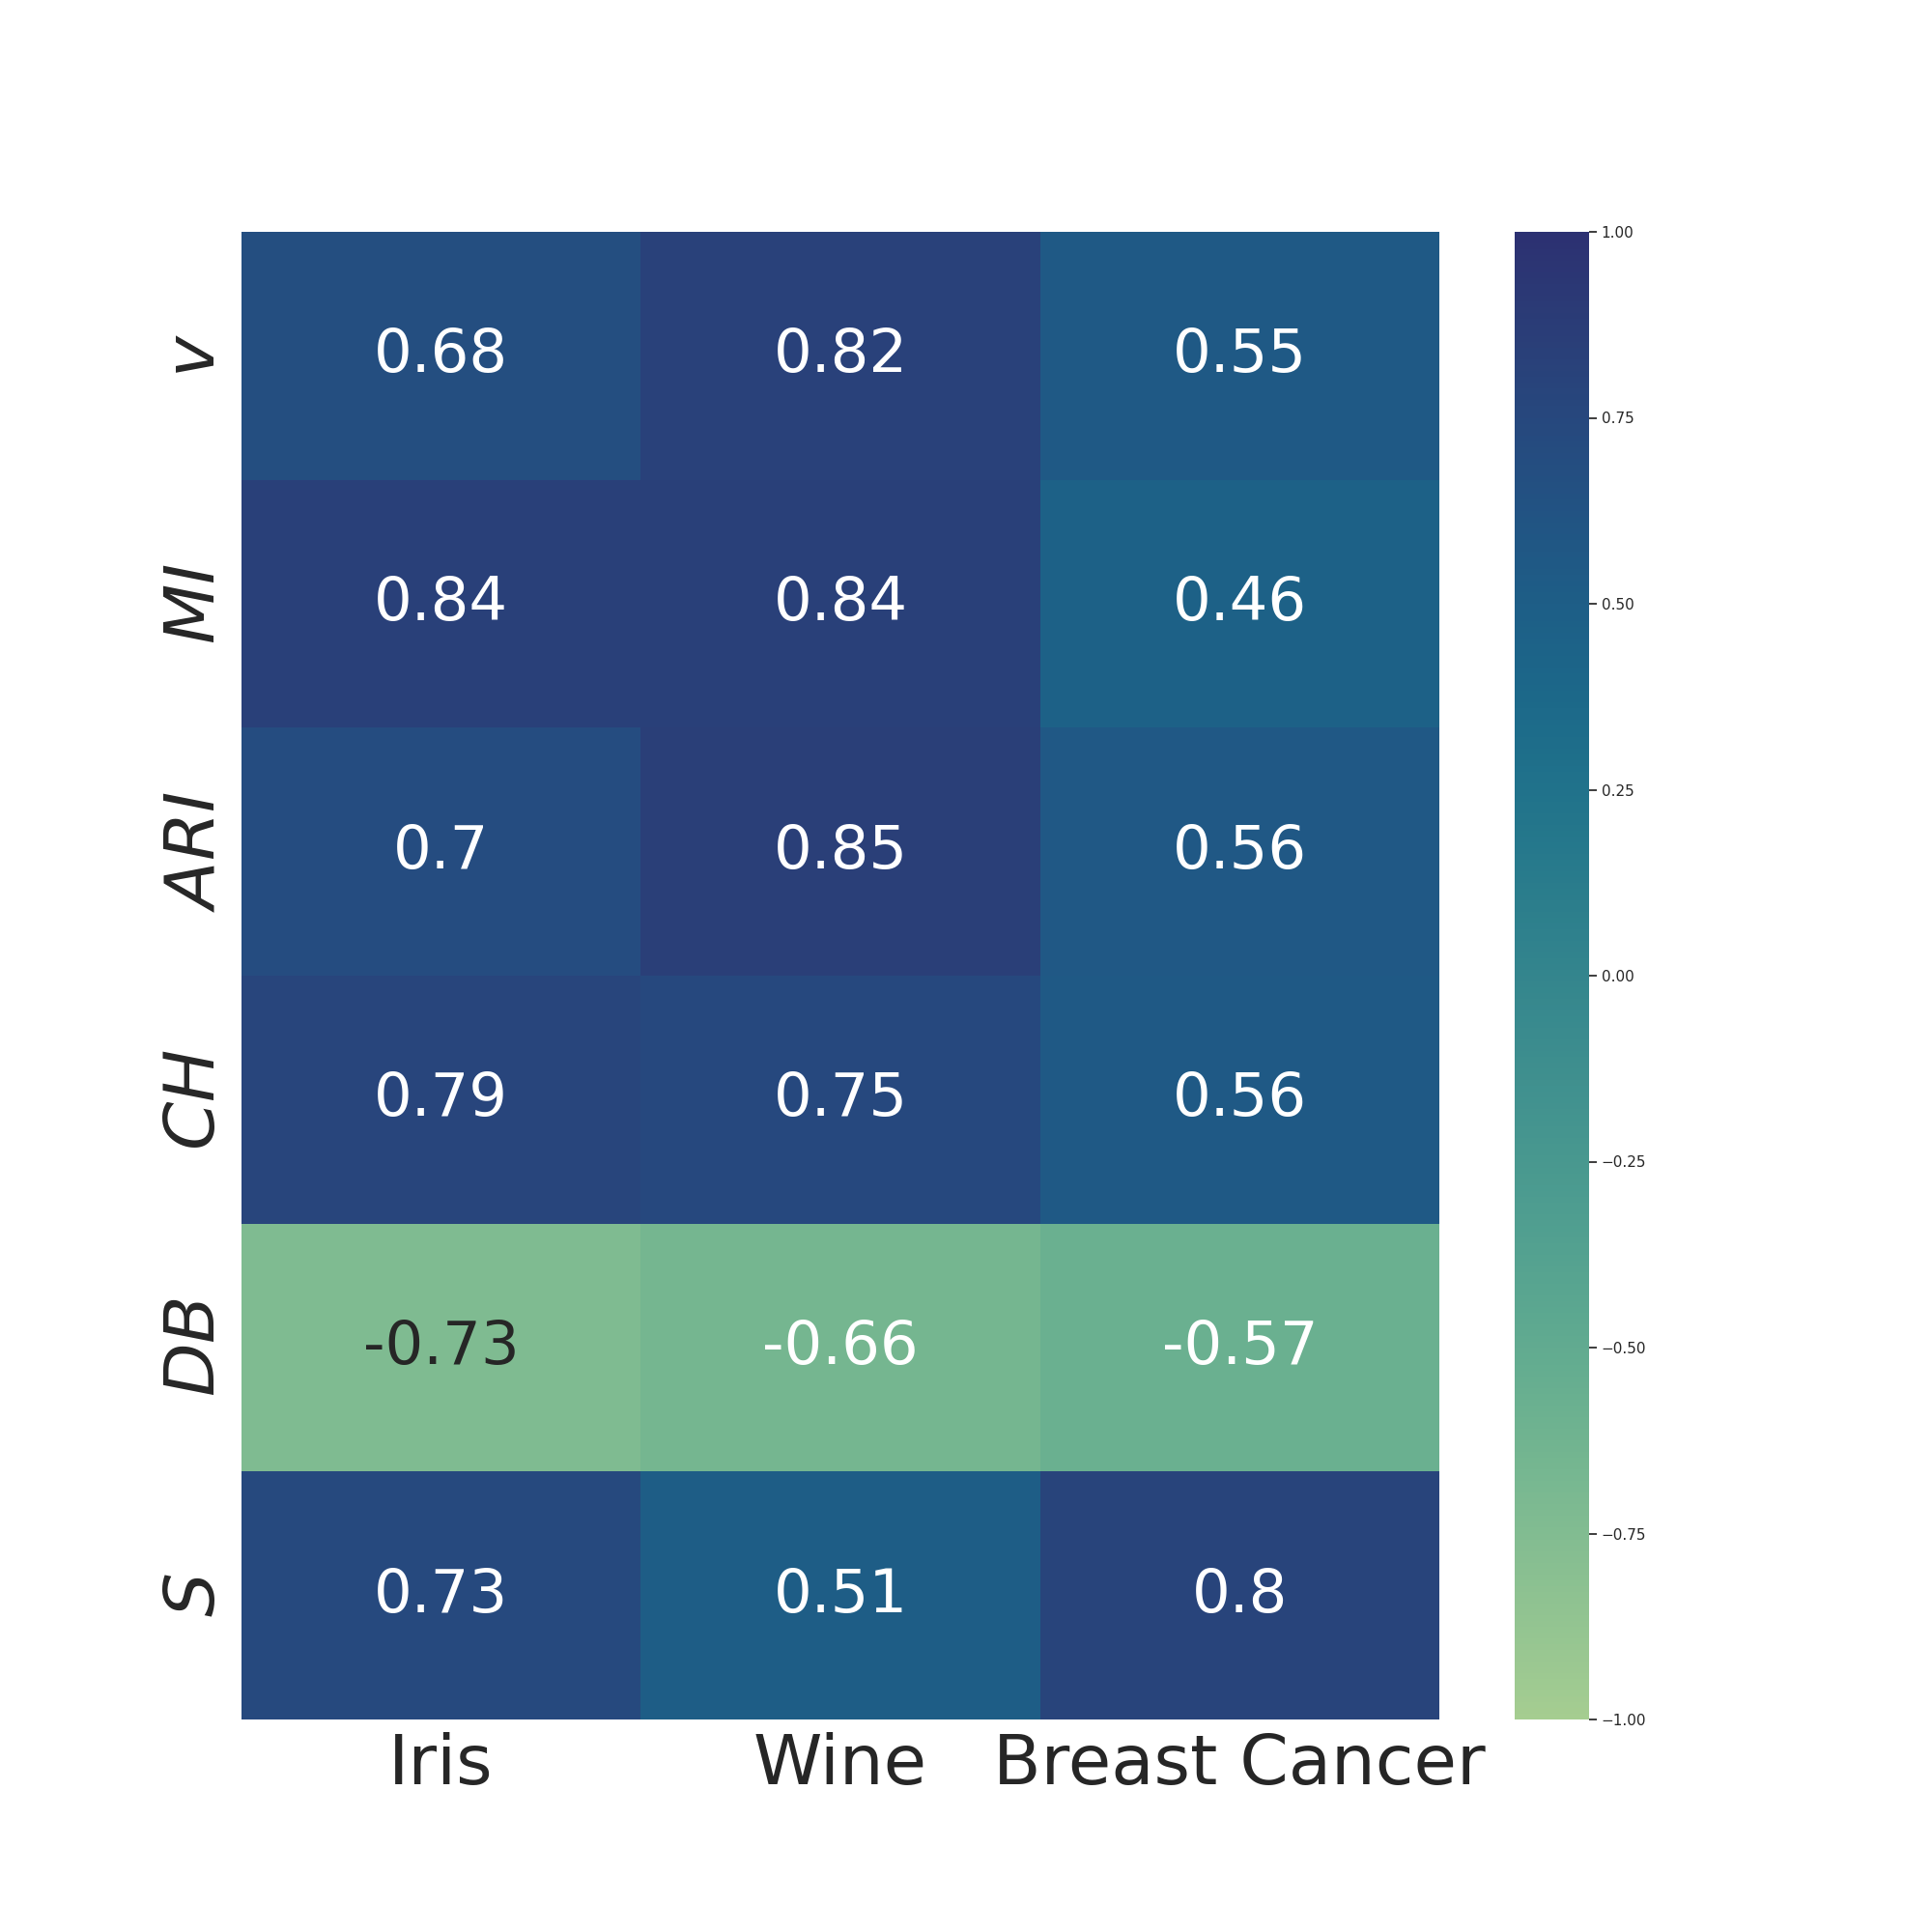 v 0.68 0.82 0.55
MI 0.84 0.84 0.46
ARI 0.7 0.85 0.56
CH 0.79 0.75 0.56
DB -0.73 -0.66 -0.57
S 0.73 0.51 0.8
Iris Wine Breast Cancer
1.00
0.75
0.50
0.25
0.00
−0.25
−0.50
−0.75
−1.00